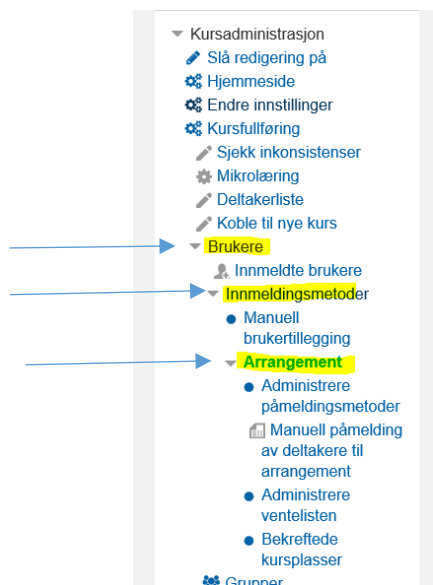 Kursadministrasjon
Slå redigering på
Hjemmeside
Endre innstillinger
Kursfullføring
Sjekk inkonsistenser
Mikrolæring
Deltakerliste
Koble til nye kurs
Brukere
Innmeldte brukere
Innmeldingsmetoder
Manuell
brukertillegging
Arrangement
Administrere
påmeldingsmetoder
Manuell påmelding
av deltakere til
arrangement
Administrere
ventelisten
Bekreftede
kursplasser
Grupper